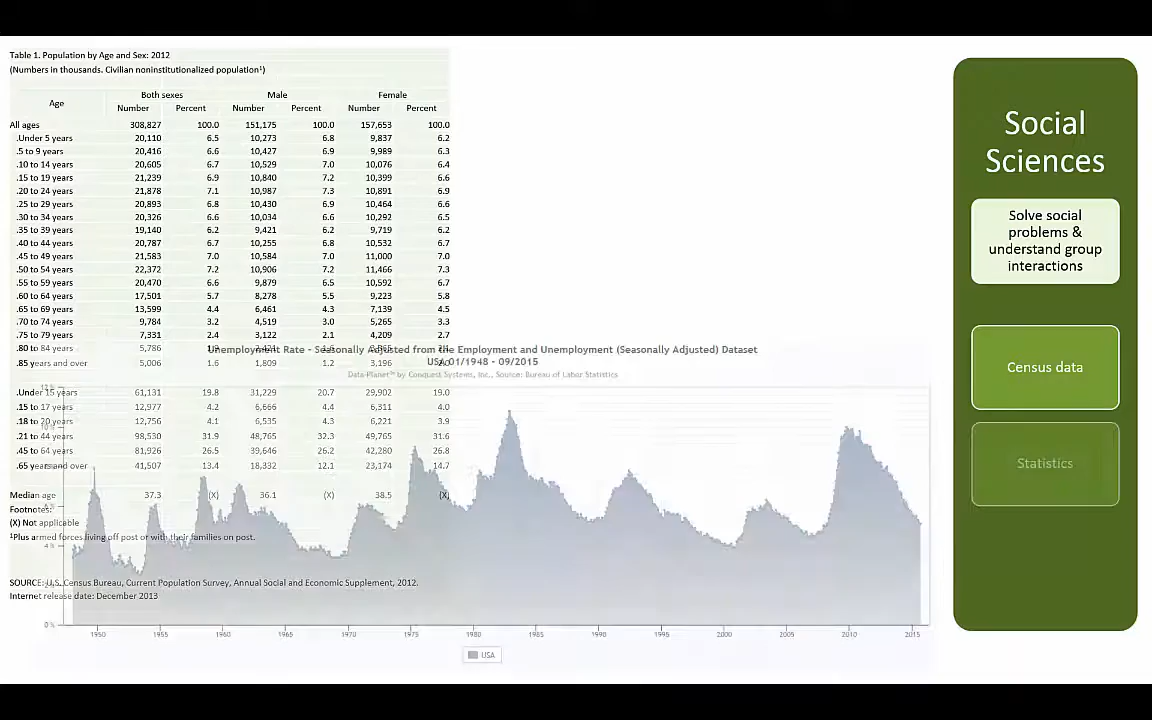 Table 1. Population by Age and Sex: 2012
(Numbers in thousands. Civilian noninstitutionalized population¹)
Age Both sexes Male Female
Number Percent Number Percent Number Percent
All ages 308,827 100.0 151,175 100.0 157,653 100.0
.Under 5 years 20,110 6.5 10,273 6.8 9,837 6.2
.5 to 9 years 20,416 6.6 10,427 6.9 9,989 6.3
.10 to 14 years 20,605 6.7 10,529 7.0 10,076 6.4
.15 to 19 years 21,239 6.9 10,840 7.2 10,399 6.6
.20 to 24 years 21,878 7.1 10,987 7.3 10,891 6.9
.25 to 29 years 20,893 6.8 10,430 6.9 10,464 6.6
.30 to 34 years 20,326 6.6 10,034 6.6 10,292 6.5
.35 to 39 years 19,140 6.2 9,421 6.2 9,719 6.2
.40 to 44 years 20,787 6.7 10,255 6.8 10,532 6.7
.45 to 49 years 21,583 7.0 10,584 7.0 11,000 7.0
.50 to 54 years 22,372 7.2 10,906 7.2 11,466 7.3
.55 to 59 years 20,470 6.6 9,879 6.5 10,592 6.7
.60 to 64 years 17,501 5.7 8,278 5.5 9,223 5.8
.65 to 69 years 13,599 4.4 6,461 4.3 7,139 4.5
.70 to 74 years 9,784 3.2 4,519 3.0 5,265 3.3
.75 to 79 years 7,331 2.4 3,122 2.1 4,209 2.7
.80 to 84 years 5,786
.85 years and over 5,006 1.6 1,809 1.2 3,196
.Under 15 years 61,131 19.8 31,229 20.7 29,902 19.0
.15 to 17 years 12,977 4.2 6,666 4.4 6,311 4.0
.18 to 20 years 12,756 4.1 6,535 4.3 6,221 3.9
.21 to 44 years 98,530 31.9 48,765 32.3 49,765 31.6
.45 to 64 years 81,926 26.5 39,646 26.2 42,280 26.8
.65 years and over 41,507 13.4 18,332 12.1 23,174 14.7
Median age 37.3 (X) 36.1 (X) 38.5 (X)
Footnotes:
(X) Not applicable
¹Plus armed forces living off post or with their families on post.
SOURCE: U.S. Census Bureau, Current Population Survey, Annual Social and Economic Supplement, 2012.
Internet release date: December 2013
Unemployment Rate - Seasonally Adjusted from the Employment and Unemployment (Seasonally Adjusted) Dataset
USA 01/1948 - 09/2015
Data-Planet™ by Conquest Systems, Inc., Source: Bureau of Labor Statistics
12 %
10 %
4 %
0 %
1950 1955 1960 1965 1970 1975 1980 1985 1990 1995 2000 2005 2010 2015
USA
Social
Sciences
Solve social
problems &
understand group
interactions
Census data
Statistics